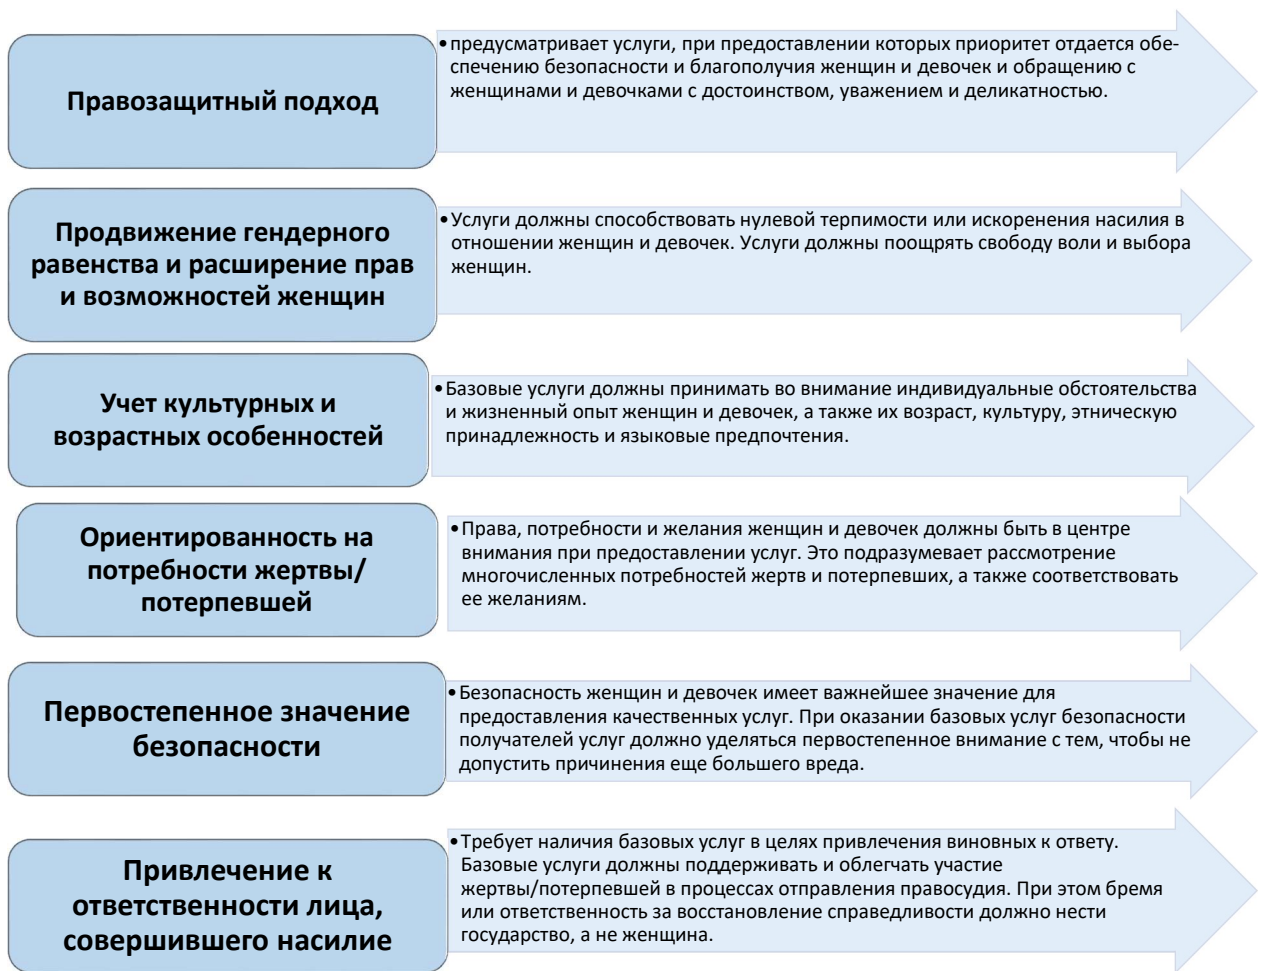 Правозащитный подход
•предусматривает услуги, при предоставлении которых приоритет отдается обе-
спечению безопасности и благополучия женщин и девочек и обращению с
женщинами и девочками с достоинством, уважением и деликатностью.
Продвижение гендерного
равенства и расширение прав
и возможностей женщин
•Услуги должны способствовать нулевой терпимости или искоренения насилия в
отношении женщин и девочек. Услуги должны поощрять свободу воли и выбора
женщин.
Учет культурных и
возрастных особенностей
•Базовые услуги должны принимать во внимание индивидуальные обстоятельства
и жизненный опыт женщин и девочек, а также их возраст, культуру, этническую
принадлежность и языковые предпочтения.
Ориентированность на
потребности жертвы/
потерпевшей
•Права, потребности и желания женщин и девочек должны быть в центре
внимания при предоставлении услуг. Это подразумевает рассмотрение
многочисленных потребностей жертв и потерпевших, а также соответствовать
ее желаниям.
Первостепенное значение
безопасности
•Безопасность женщин и девочек имеет важнейшее значение для
предоставления качественных услуг. При оказании базовых услуг безопасности
получателей услуг должно уделяться первостепенное внимание с тем, чтобы не
допустить причинения еще большего вреда.
Привлечение к
ответственности лица,
совершившего насилие
•Требует наличия базовых услуг в целях привлечения виновных к ответу.
Базовые услуги должны поддерживать и облегчать участие
жертвы/потерпевшей в процессах отправления правосудия. При этом бремя
или ответственность за восстановление справедливости должно нести
государство, а не женщина.